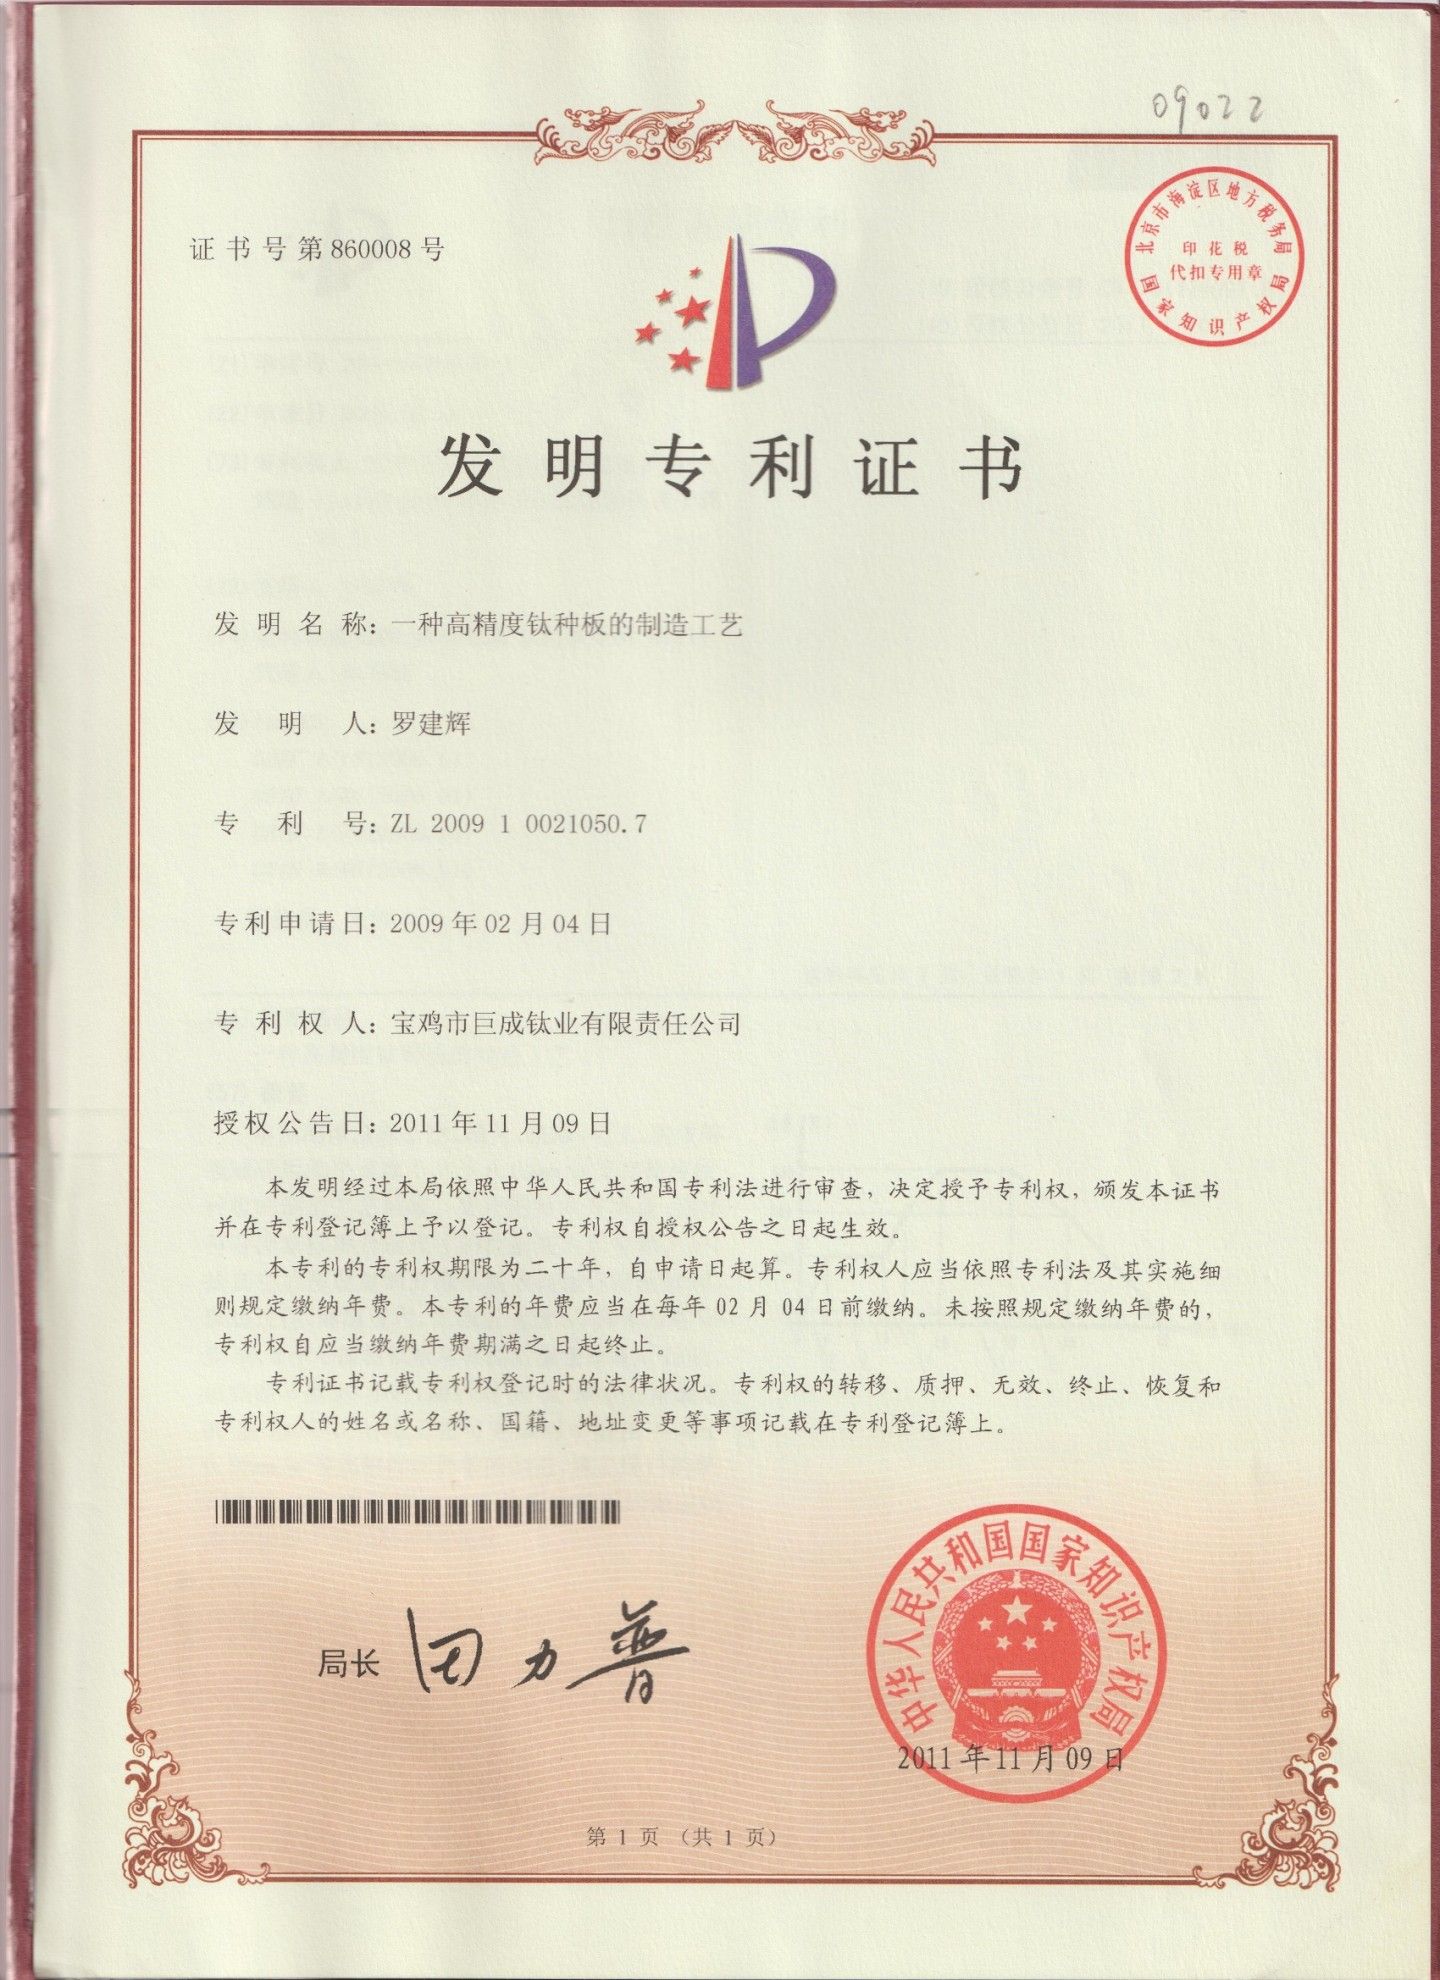 09022
北京市海淀区地方税务局
印花税
代扣专用章
国家知识产权局
证书号第860008号
发明专利证书
发明名称：一种高精度钛种板的制造工艺
发明人：罗建辉
专利号：ZL 2009 1 0021050.7
专利申请日：2009年02月04日
专利权人：宝鸡市巨成钛业有限责任公司
授权公告日：2011年11月09日
本发明经过本局依照中华人民共和国专利法进行审查，决定授予专利权，颁发本证书
并在专利登记簿上予以登记。专利权自授权公告之日起生效。
本专利的专利权期限为二十年，自申请日起算。专利权人应当依照专利法及其实施细
则规定缴纳年费。本专利的年费应当在每年 02 月 04 日前缴纳。未按照规定缴纳年费的，
专利权自应当缴纳年费期满之日起终止。
专利证书记载专利权登记时的法律状况。专利权的转移、质押、无效、终止、恢复和
专利权人的姓名或名称、国籍、地址变更等事项记载在专利登记簿上。
局长 田力普
中华人民共和国国家知识产权局
2011年11月09日
第 1 页 （共 1 页）